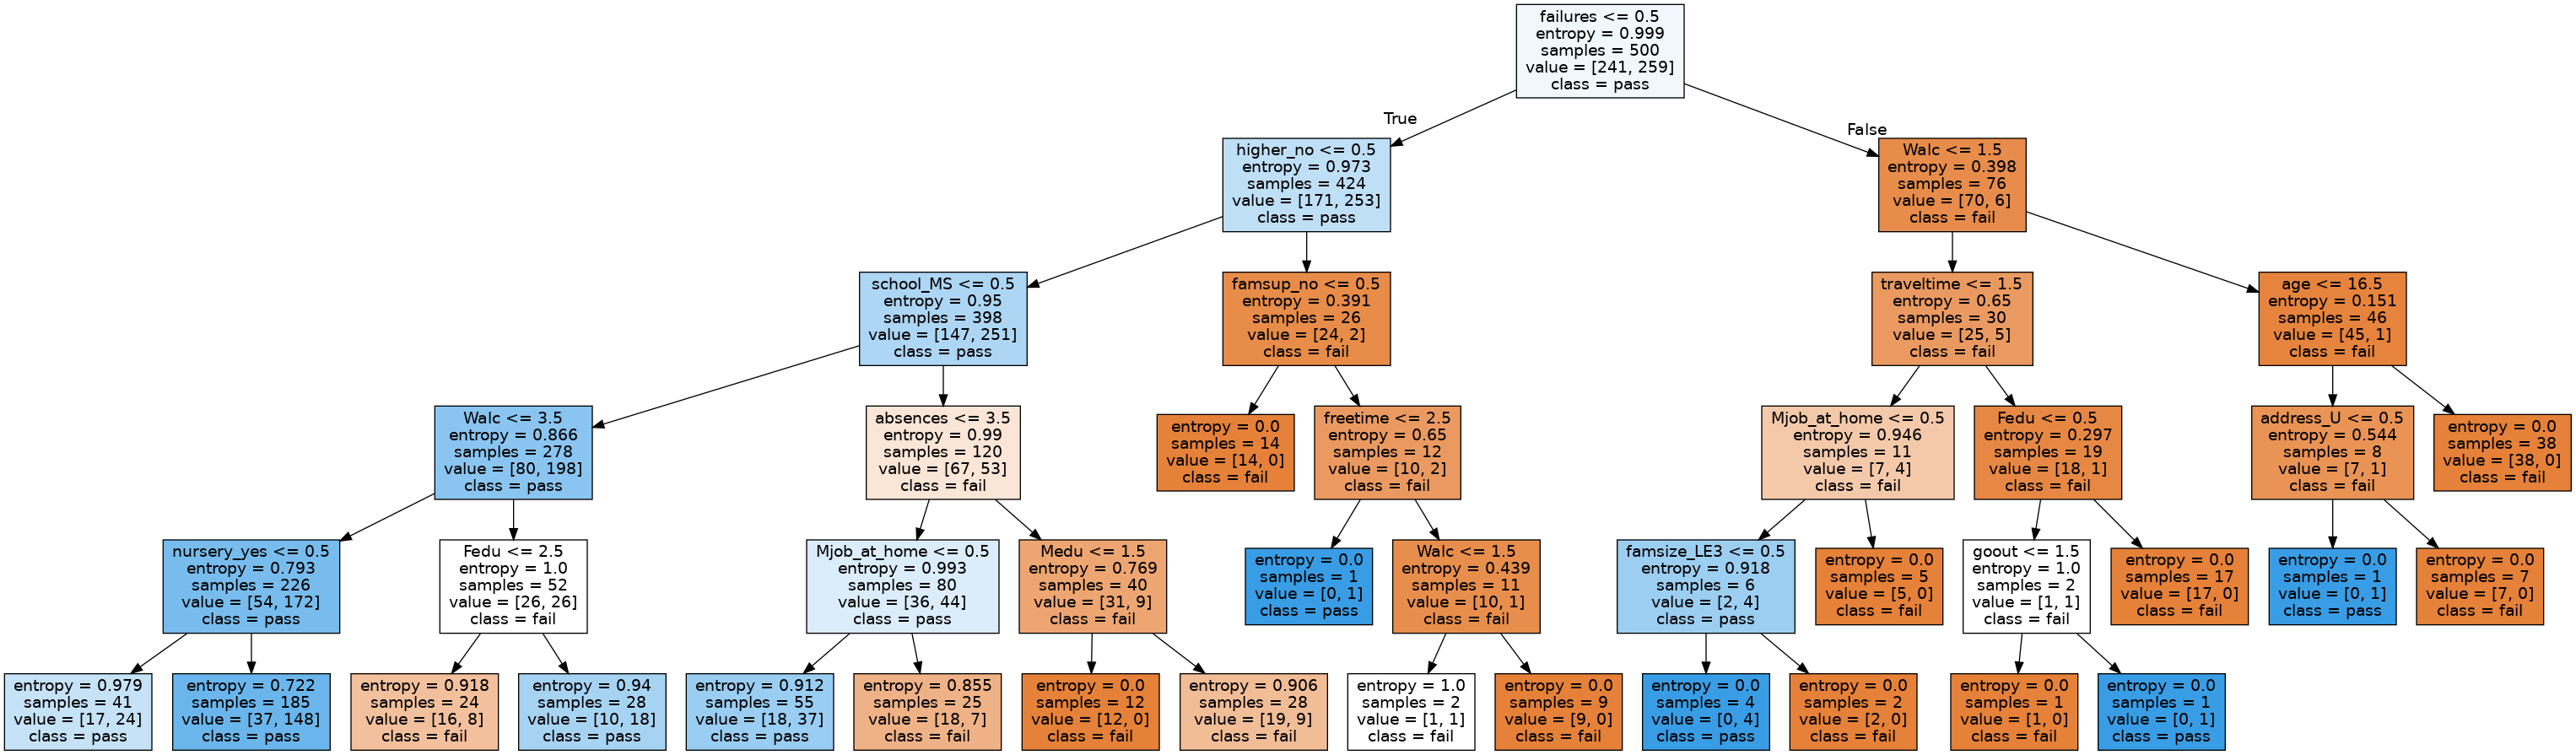 failures <= 0.5
entropy = 0.999
samples = 500
value = [241, 259]
class = pass
True
False
higher_no <= 0.5
entropy = 0.973
samples = 424
value = [171, 253]
class = pass
Walc <= 1.5
entropy = 0.398
samples = 76
value = [70, 6]
class = fail
school_MS <= 0.5
entropy = 0.95
samples = 398
value = [147, 251]
class = pass
famsup_no <= 0.5
entropy = 0.391
samples = 26
value = [24, 2]
class = fail
traveltime <= 1.5
entropy = 0.65
samples = 30
value = [25, 5]
class = fail
age <= 16.5
entropy = 0.151
samples = 46
value = [45, 1]
class = fail
Walc <= 3.5
entropy = 0.866
samples = 278
value = [80, 198]
class = pass
absences <= 3.5
entropy = 0.99
samples = 120
value = [67, 53]
class = fail
entropy = 0.0
samples = 14
value = [14, 0]
class = fail
freetime <= 2.5
entropy = 0.65
samples = 12
value = [10, 2]
class = fail
Mjob_at_home <= 0.5
entropy = 0.946
samples = 11
value = [7, 4]
class = fail
Fedu <= 0.5
entropy = 0.297
samples = 19
value = [18, 1]
class = fail
address_U <= 0.5
entropy = 0.544
samples = 8
value = [7, 1]
class = fail
entropy = 0.0
samples = 38
value = [38, 0]
class = fail
nursery_yes <= 0.5
entropy = 0.793
samples = 226
value = [54, 172]
class = pass
Fedu <= 2.5
entropy = 1.0
samples = 52
value = [26, 26]
class = fail
Mjob_at_home <= 0.5
entropy = 0.993
samples = 80
value = [36, 44]
class = pass
Medu <= 1.5
entropy = 0.769
samples = 40
value = [31, 9]
class = fail
entropy = 0.0
samples = 1
value = [0, 1]
class = pass
Walc <= 1.5
entropy = 0.439
samples = 11
value = [10, 1]
class = fail
famsize_LE3 <= 0.5
entropy = 0.918
samples = 6
value = [2, 4]
class = pass
entropy = 0.0
samples = 5
value = [5, 0]
class = fail
goout <= 1.5
entropy = 1.0
samples = 2
value = [1, 1]
class = fail
entropy = 0.0
samples = 17
value = [17, 0]
class = fail
entropy = 0.0
samples = 1
value = [0, 1]
class = pass
entropy = 0.0
samples = 7
value = [7, 0]
class = fail
entropy = 0.979
samples = 41
value = [17, 24]
class = pass
entropy = 0.722
samples = 185
value = [37, 148]
class = pass
entropy = 0.918
samples = 24
value = [16, 8]
class = fail
entropy = 0.94
samples = 28
value = [10, 18]
class = pass
entropy = 0.912
samples = 55
value = [18, 37]
class = pass
entropy = 0.855
samples = 25
value = [18, 7]
class = fail
entropy = 0.0
samples = 12
value = [12, 0]
class = fail
entropy = 0.906
samples = 28
value = [19, 9]
class = fail
entropy = 1.0
samples = 2
value = [1, 1]
class = fail
entropy = 0.0
samples = 9
value = [9, 0]
class = fail
entropy = 0.0
samples = 4
value = [0, 4]
class = pass
entropy = 0.0
samples = 2
value = [2, 0]
class = fail
entropy = 0.0
samples = 1
value = [1, 0]
class = fail
entropy = 0.0
samples = 1
value = [0, 1]
class = pass